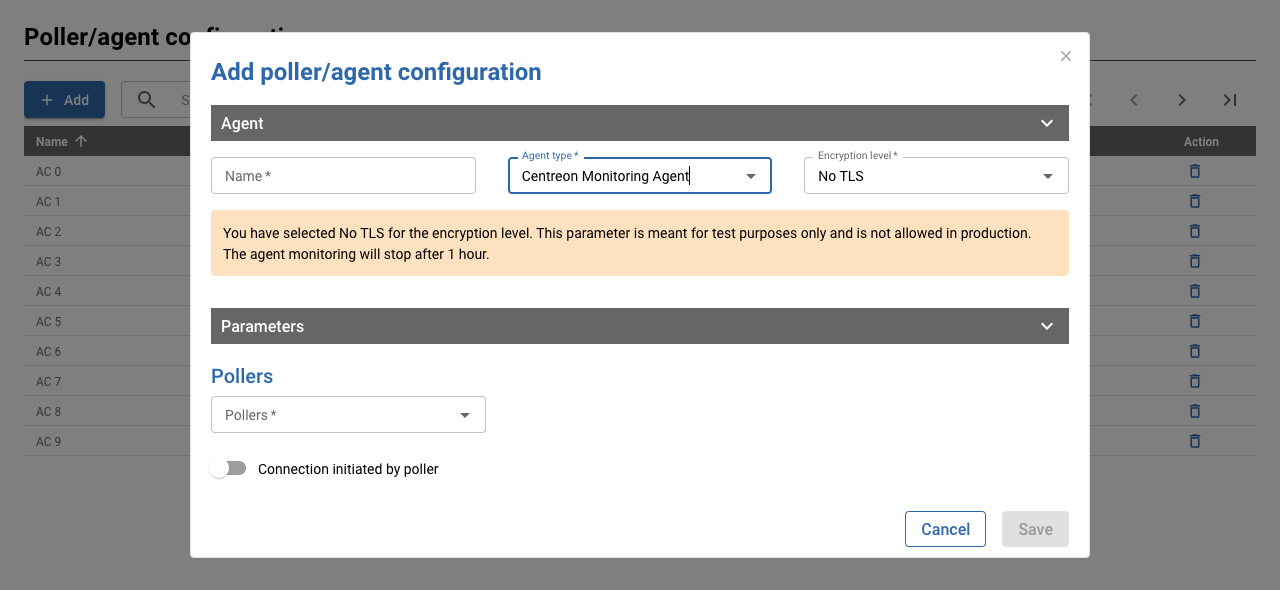 Poller/agent configuration
Add
Name
Action
AC 0
AC 1
AC 2
AC 3
AC 4
AC 5
AC 6
AC 7
AC 8
AC 9
Add poller/agent configuration
Agent
Name *
Agent type *
Centreon Monitoring Agent
Encryption level *
No TLS
You have selected No TLS for the encryption level. This parameter is meant for test purposes only and is not allowed in production.
The agent monitoring will stop after 1 hour.
Parameters
Pollers
Pollers *
Connection initiated by poller
Cancel
Save